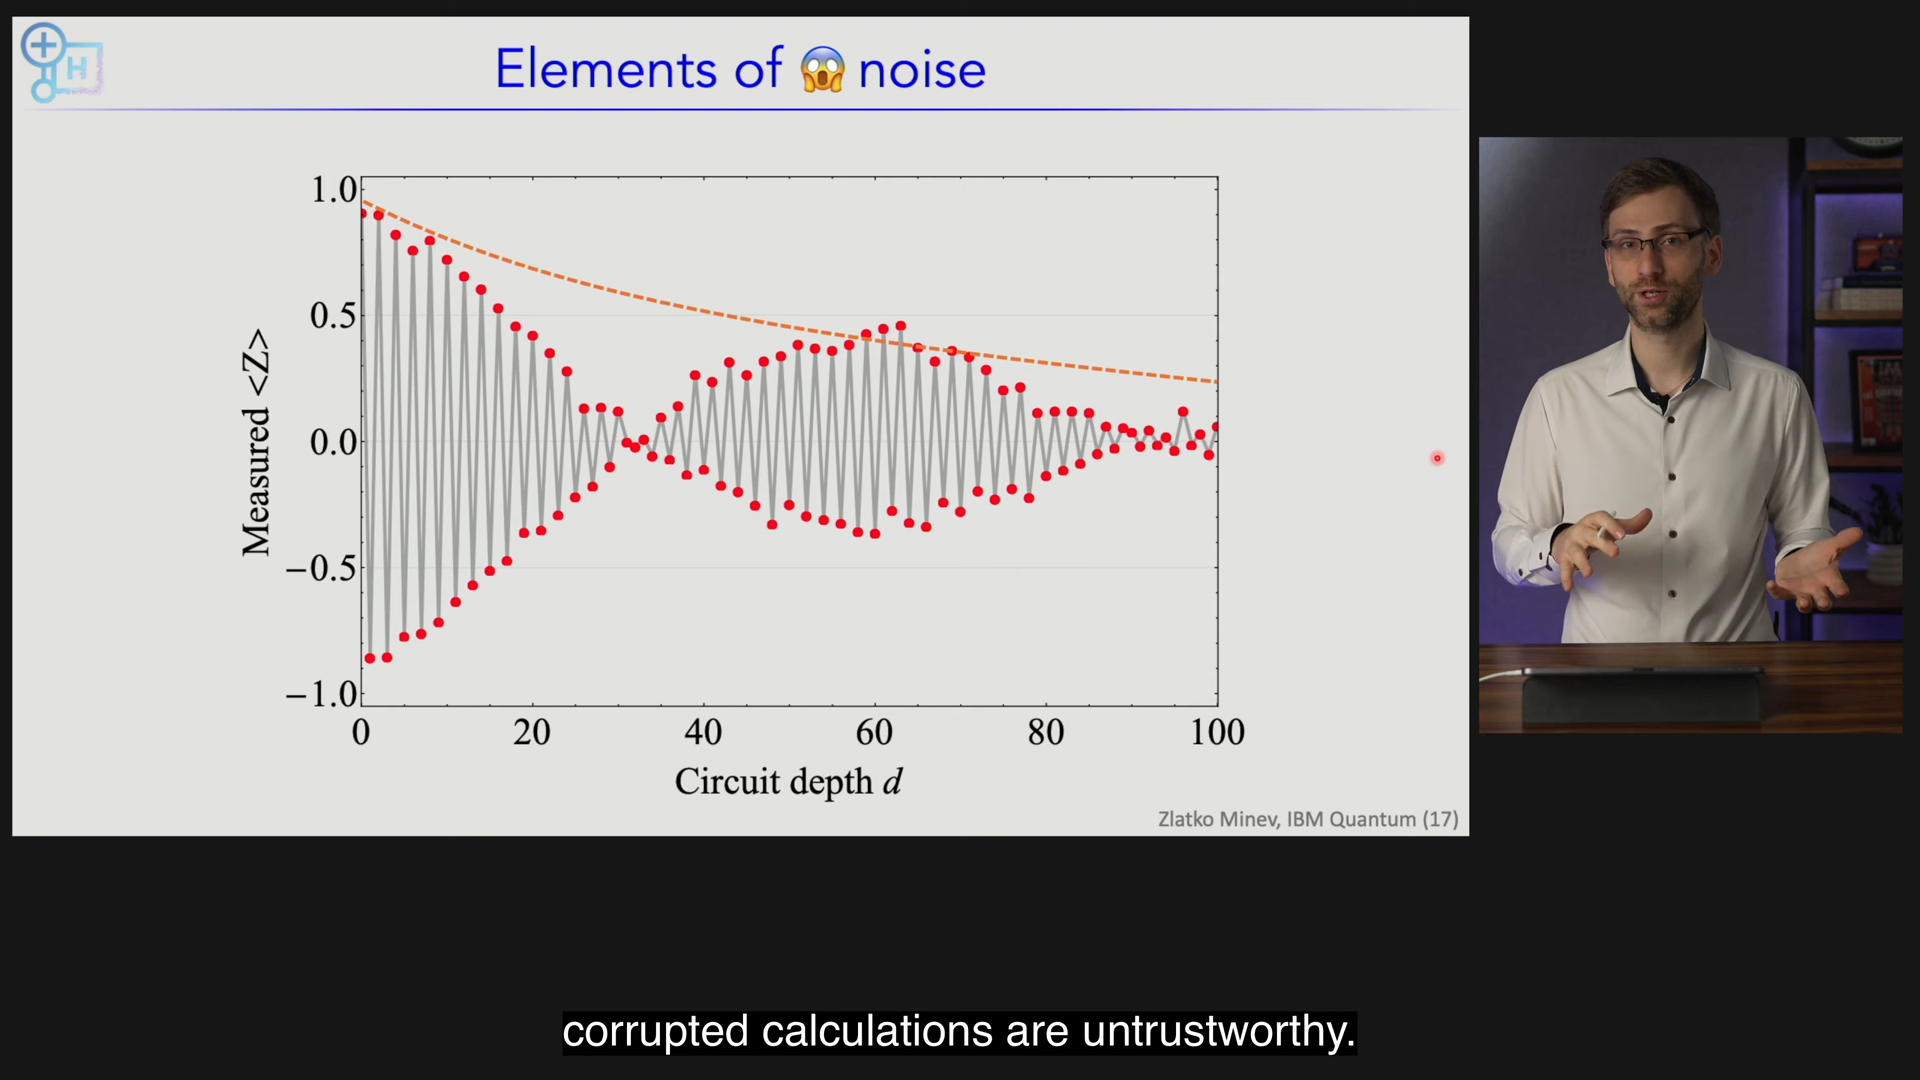 Elements of 😱 noise
H
1.0
0.5
0.0
−0.5
−1.0
Measured <Z>
0 20 40 60 80 100
Circuit depth d
Zlatko Minev, IBM Quantum (17)
corrupted calculations are untrustworthy.